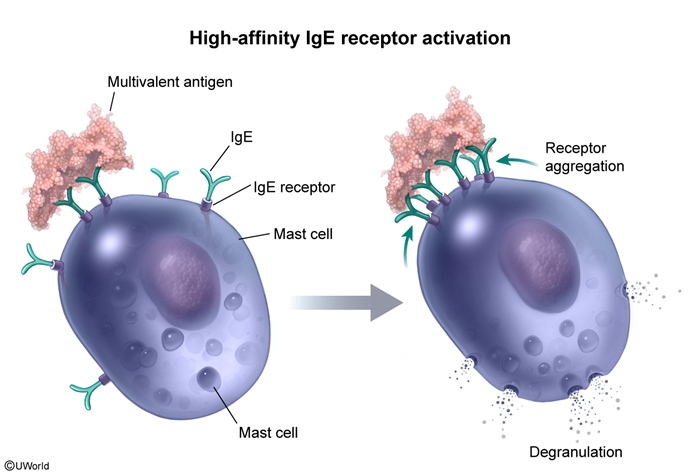 High-affinity IgE receptor activation
Multivalent antigen
IgE
IgE receptor
Mast cell
Mast cell
Receptor
aggregation
Degranulation
©UWorld